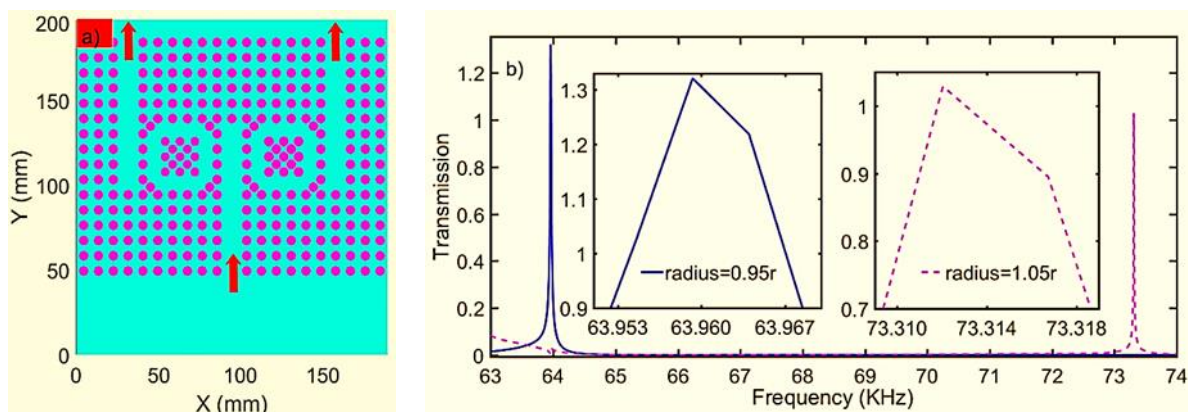 a)
200
150
100
50
0
Y (mm)
0 50 100 150
X (mm)
b)
Transmission
1.2
1
0.8
0.6
0.4
0.2
0
63 64 65 66 67 68 69 70 71 72 73 74
Frequency (KHz)
1.3
1.2
1.1
1
0.9
radius=0.95r
63.953 63.960 63.967
1
0.9
0.8
0.7
radius=1.05r
73.310 73.314 73.318